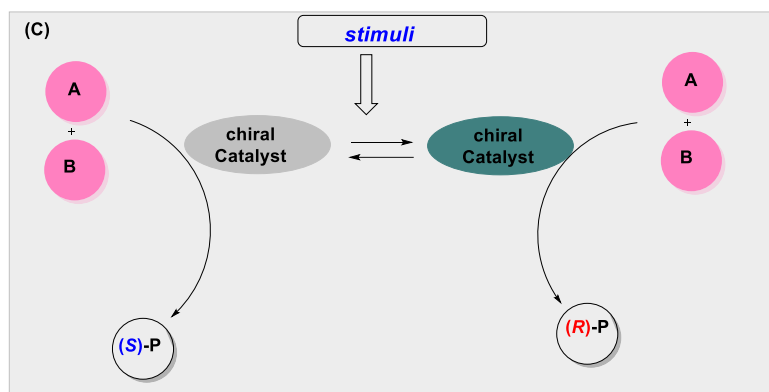 (C)
stimuli
A
+
B
chiral
Catalyst
chiral
Catalyst
A
+
B
(S)-P
(R)-P